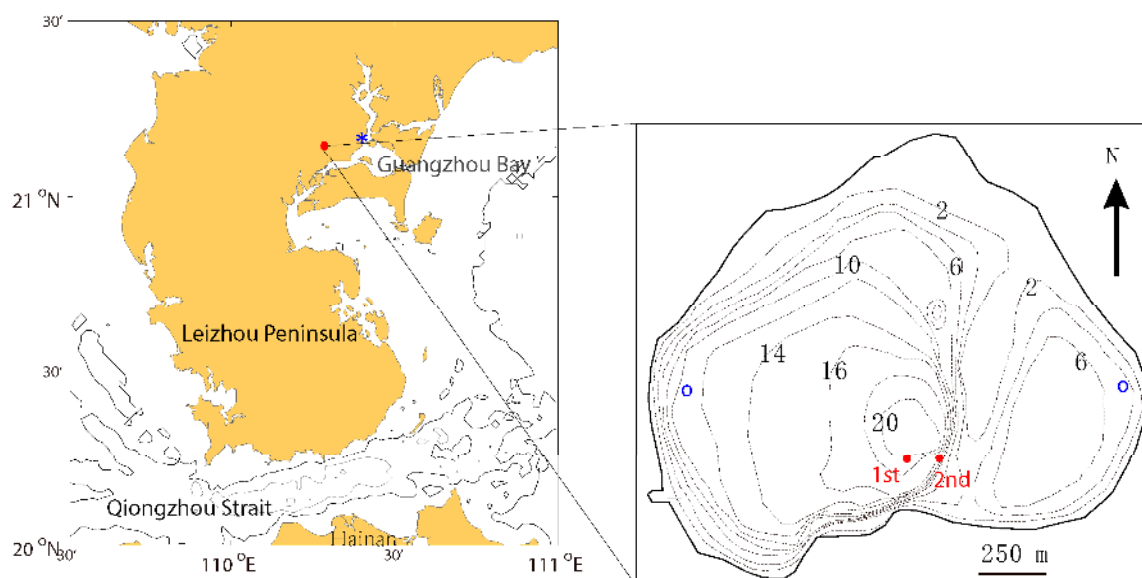 30'
Guangzhou Bay
21 °N
Leizhou Peninsula
30'
Qiongzhou Strait
Hainan
20 °N
30'
110 °E
30'
111 °E
N
2
10
6
2
14
16
6
20
1st
2nd
250 m